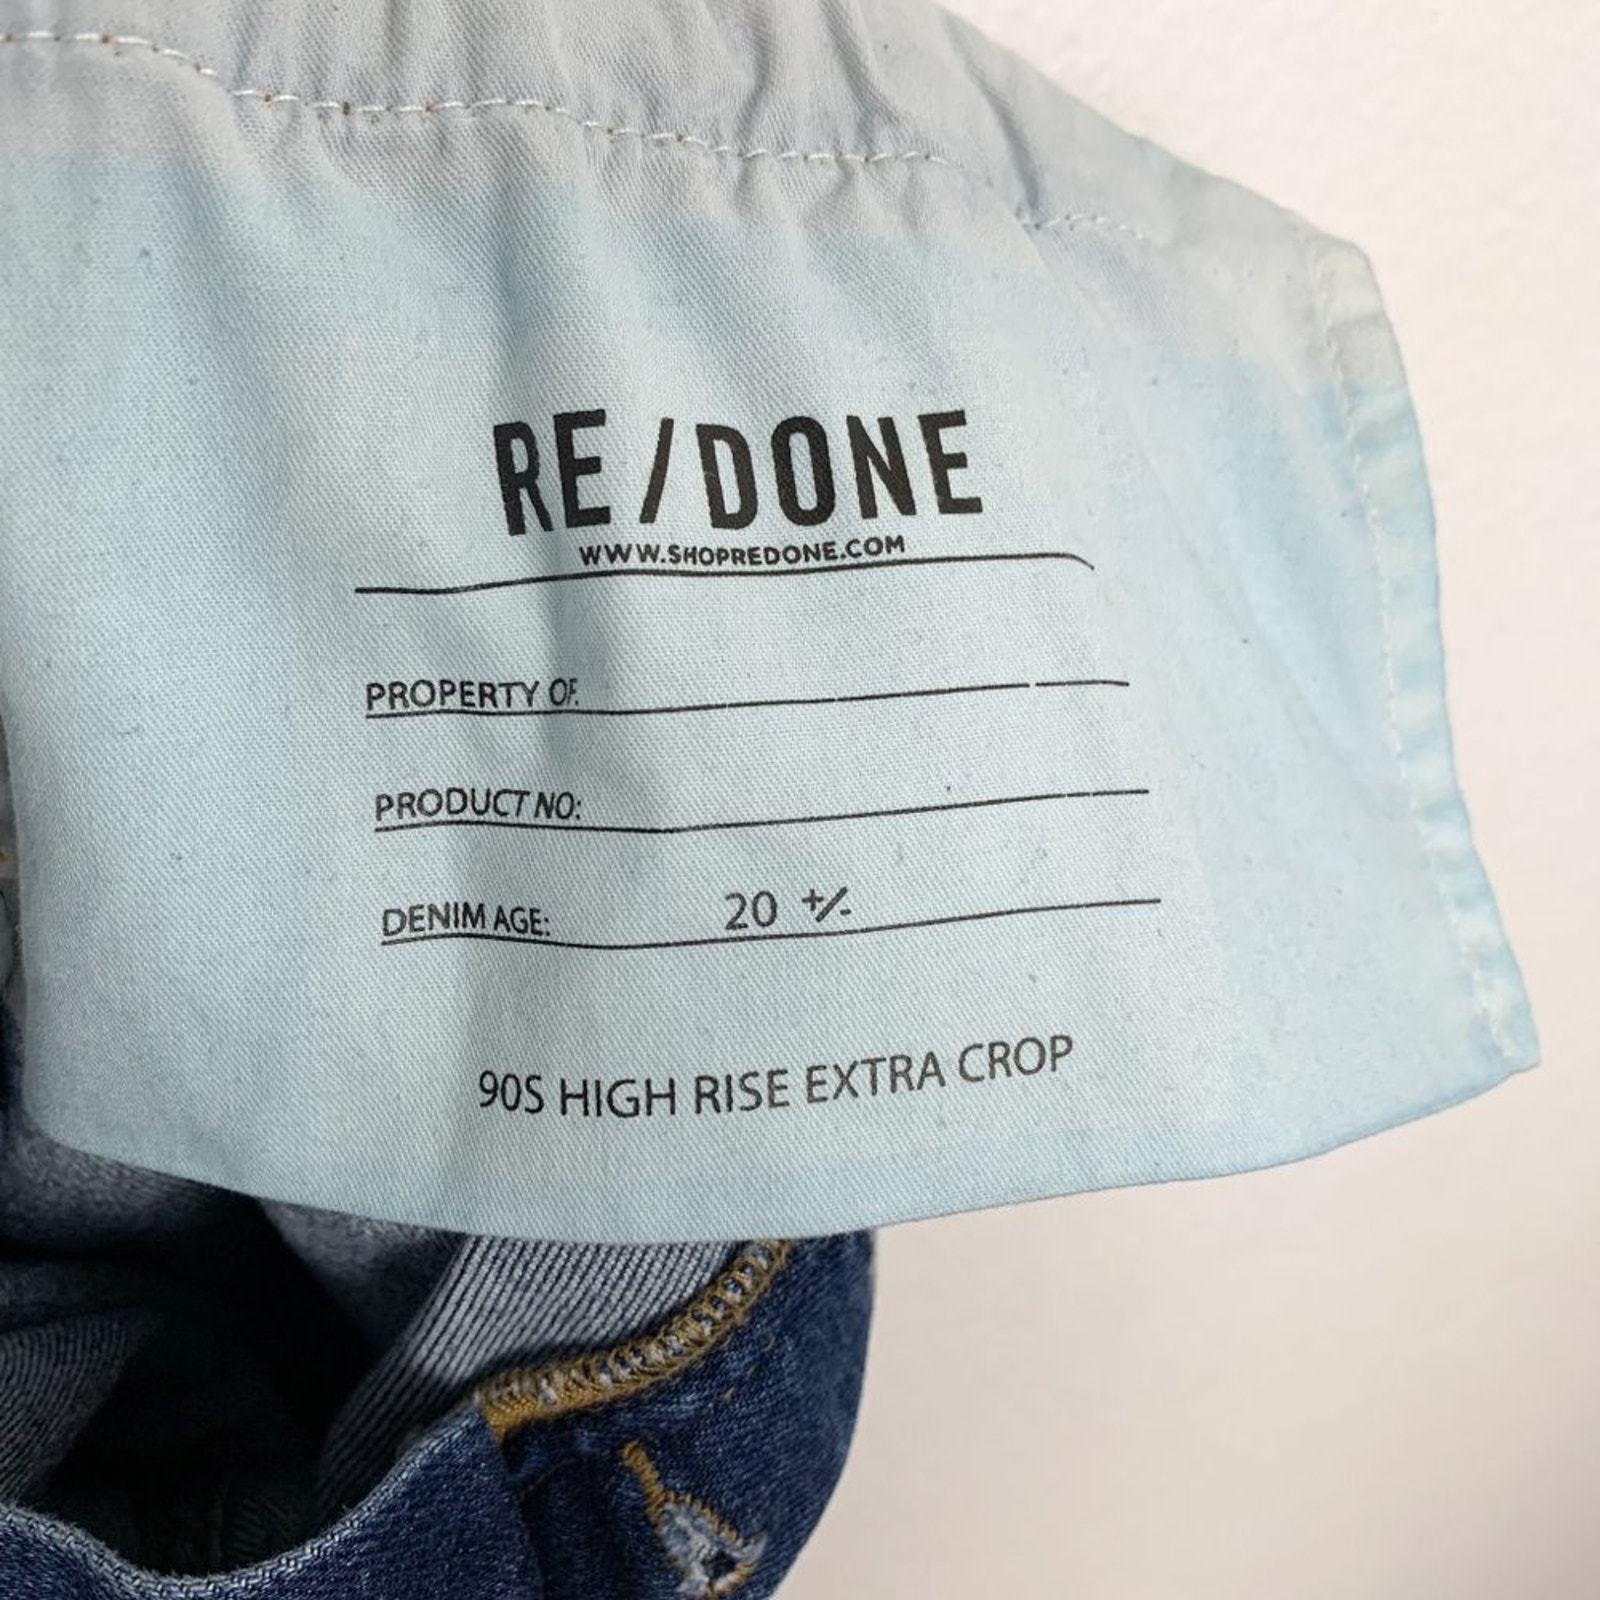 RE/DONE
WWW.SHOPREDONE.COM
PROPERTY OF:
PRODUCT NO:
DENIM AGE: 20 +/-
90S HIGH RISE EXTRA CROP